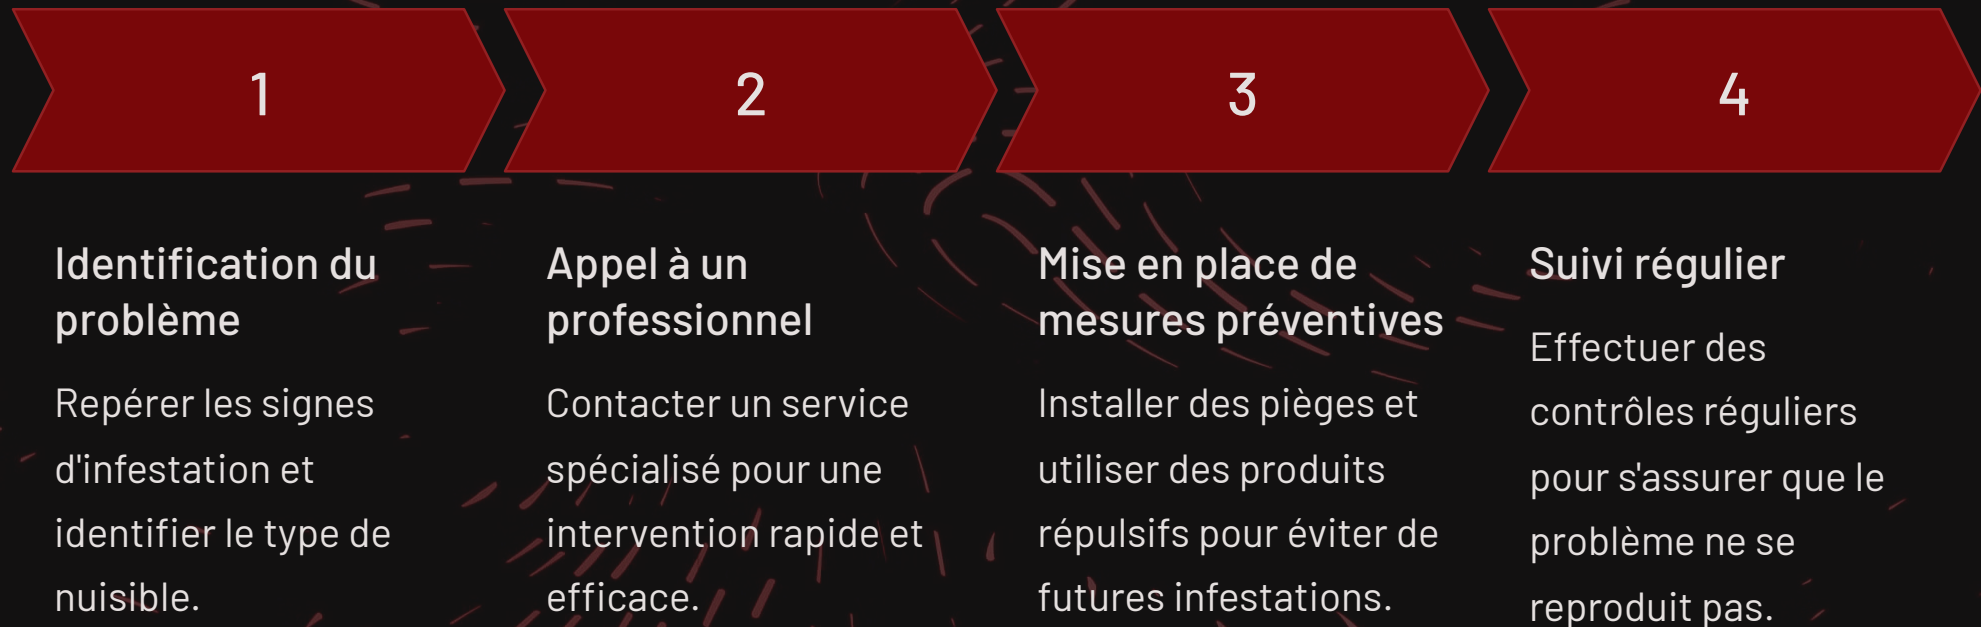 1
2
3
4
Identification du
problème
Repérer les signes
d'infestation et
identifier le type de
nuisible.
Appel à un
professionnel
Contacter un service
spécialisé pour une
intervention rapide et
efficace.
Mise en place de
mesures préventives
Installer des pièges et
utiliser des produits
répulsifs pour éviter de
futures infestations.
Suivi régulier
Effectuer des
contrôles réguliers
pour s'assurer que le
problème ne se
reproduit pas.